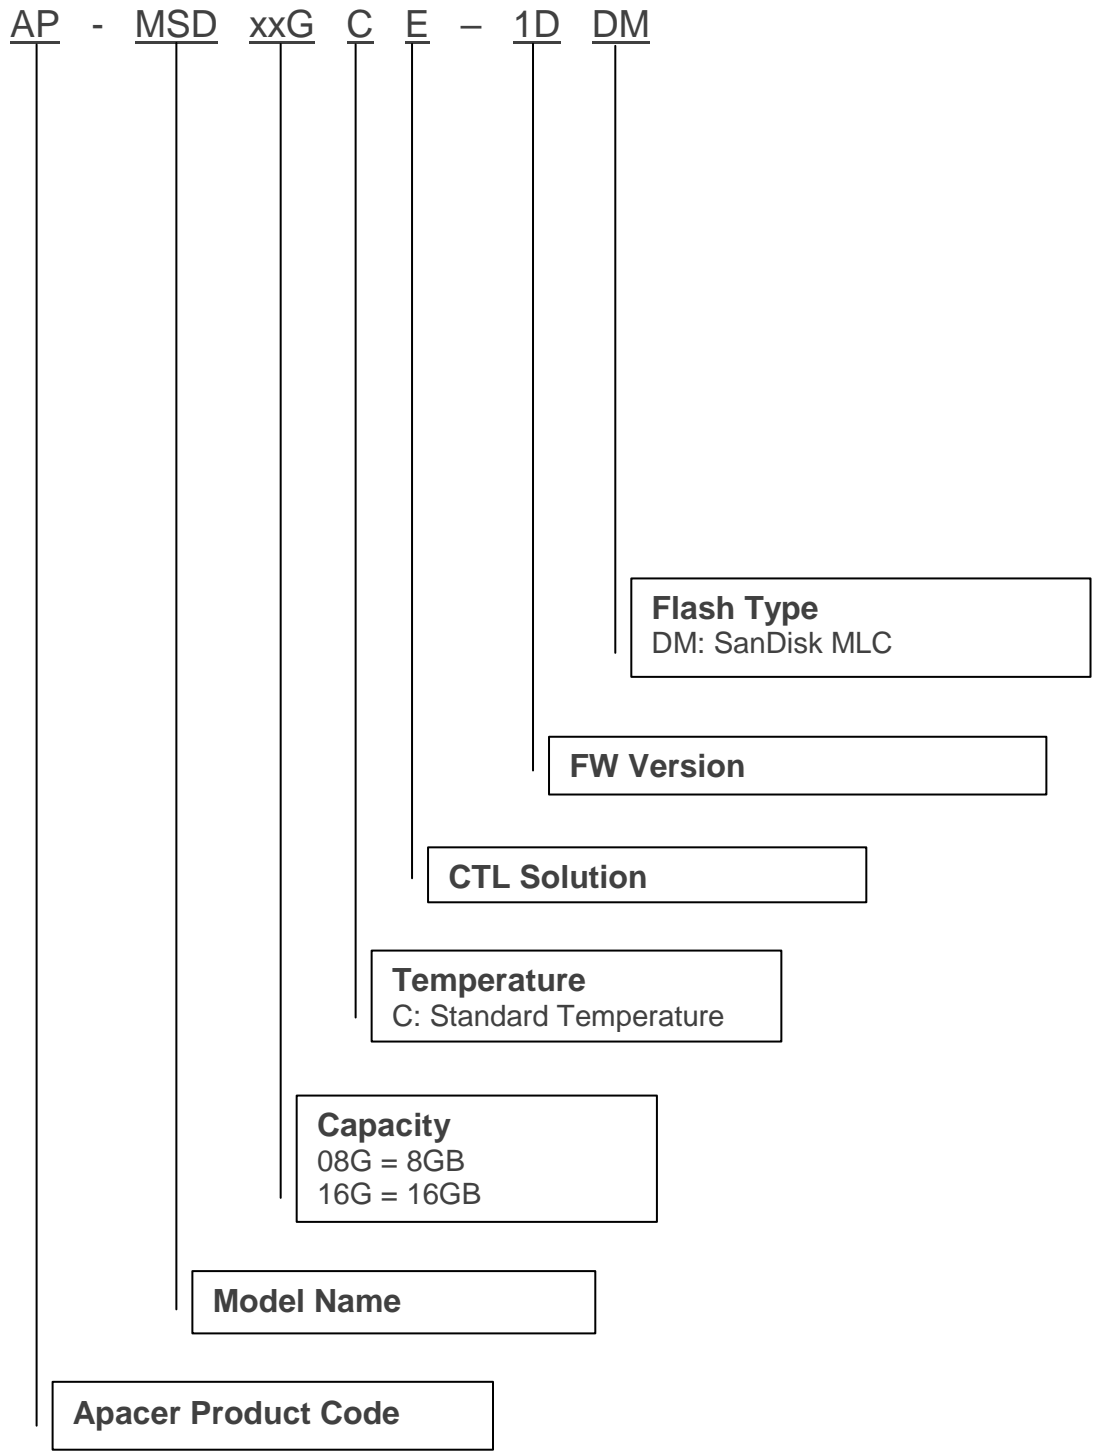 AP - MSD xxG C E – 1D DM
Flash Type
DM: SanDisk MLC
FW Version
CTL Solution
Temperature
C: Standard Temperature
Capacity
08G = 8GB
16G = 16GB
Model Name
Apacer Product Code